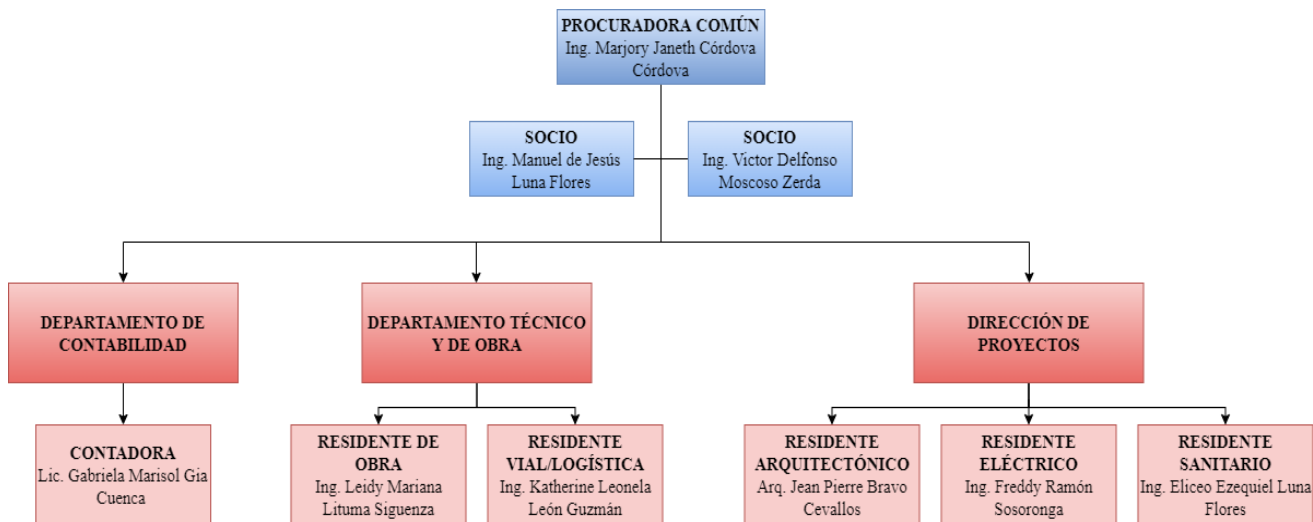 PROCURADORA COMÚN
Ing. Marjory Janeth Córdova
Córdova
SOCIO
Ing. Manuel de Jesús
Luna Flores
SOCIO
Ing. Victor Delfonso
Moscoso Zerda
DEPARTAMENTO DE
CONTABILIDAD
DEPARTAMENTO TÉCNICO
Y DE OBRA
DIRECCIÓN DE
PROYECTOS
CONTADORA
Lic. Gabriela Marisol Gia
Cuenca
RESIDENTE DE
OBRA
Ing. Leidy Mariana
Lituma Siguenza
RESIDENTE
VIAL/LOGÍSTICA
Ing. Katherine Leonela
León Guzmán
RESIDENTE
ARQUITECTÓNICO
Arq. Jean Pierre Bravo
Cevallos
RESIDENTE
ELÉCTRICO
Ing. Freddy Ramón
Sosoronga
RESIDENTE
SANITARIO
Ing. Eliceo Ezequiel Luna
Flores